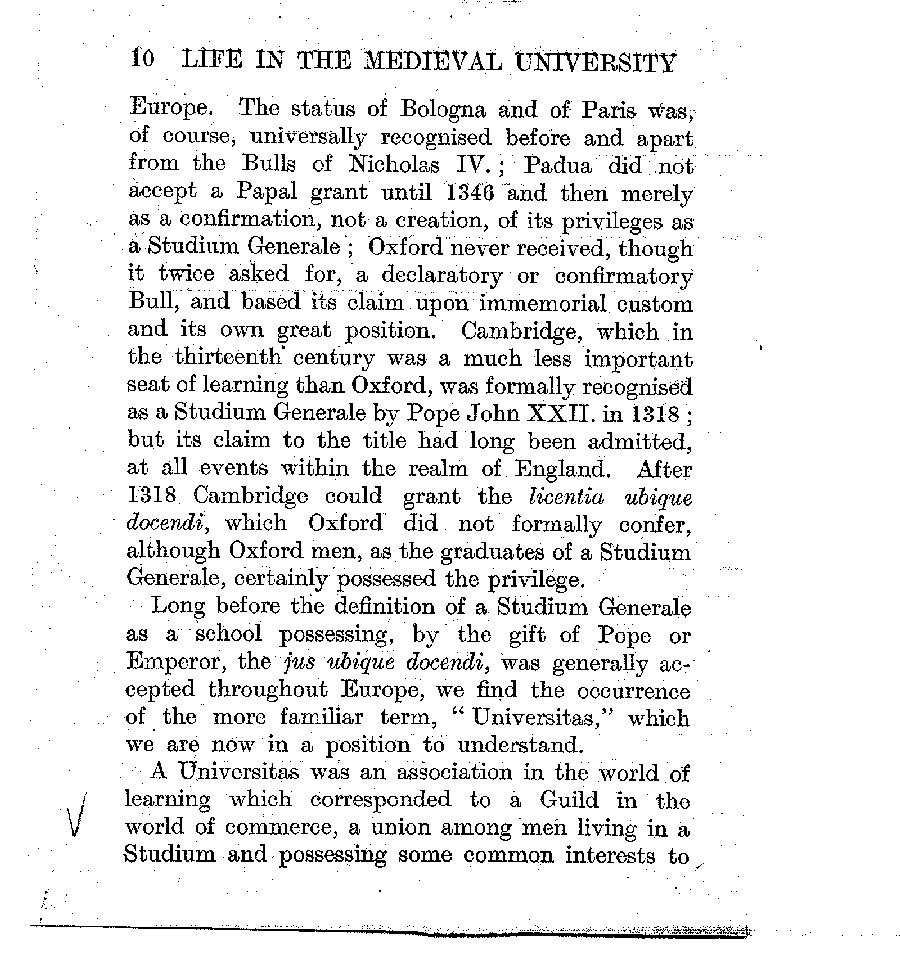 10 LIFE IN THE MEDIEVAL UNIVERSITY
Europe. The status of Bologna and of Paris was,
of course, universally recognised before and apart
from the Bulls of Nicholas IV. ; Padua did not
accept a Papal grant until 1346 and then merely
as a confirmation, not a creation, of its privileges as
a Studium Generale ; Oxford never received, though
it twice asked for, a declaratory or confirmatory
Bull, and based its claim upon immemorial custom
and its own great position. Cambridge, which in
the thirteenth century was a much less important
seat of learning than Oxford, was formally recognised
as a Studium Generale by Pope John XXII. in 1318 ;
but its claim to the title had long been admitted,
at all events within the realm of England. After
1318 Cambridge could grant the licentia ubique
docendi, which Oxford did not formally confer,
although Oxford men, as the graduates of a Studium
Generale, certainly possessed the privilege.
Long before the definition of a Studium Generale
as a school possessing, by the gift of Pope or
Emperor, the jus ubique docendi, was generally ac-
cepted throughout Europe, we find the occurrence
of the more familiar term, “ Universitas,” which
we are now in a position to understand.
A Universitas was an association in the world of
learning which corresponded to a Guild in the
world of commerce, a union among men living in a
Studium and possessing some common interests to